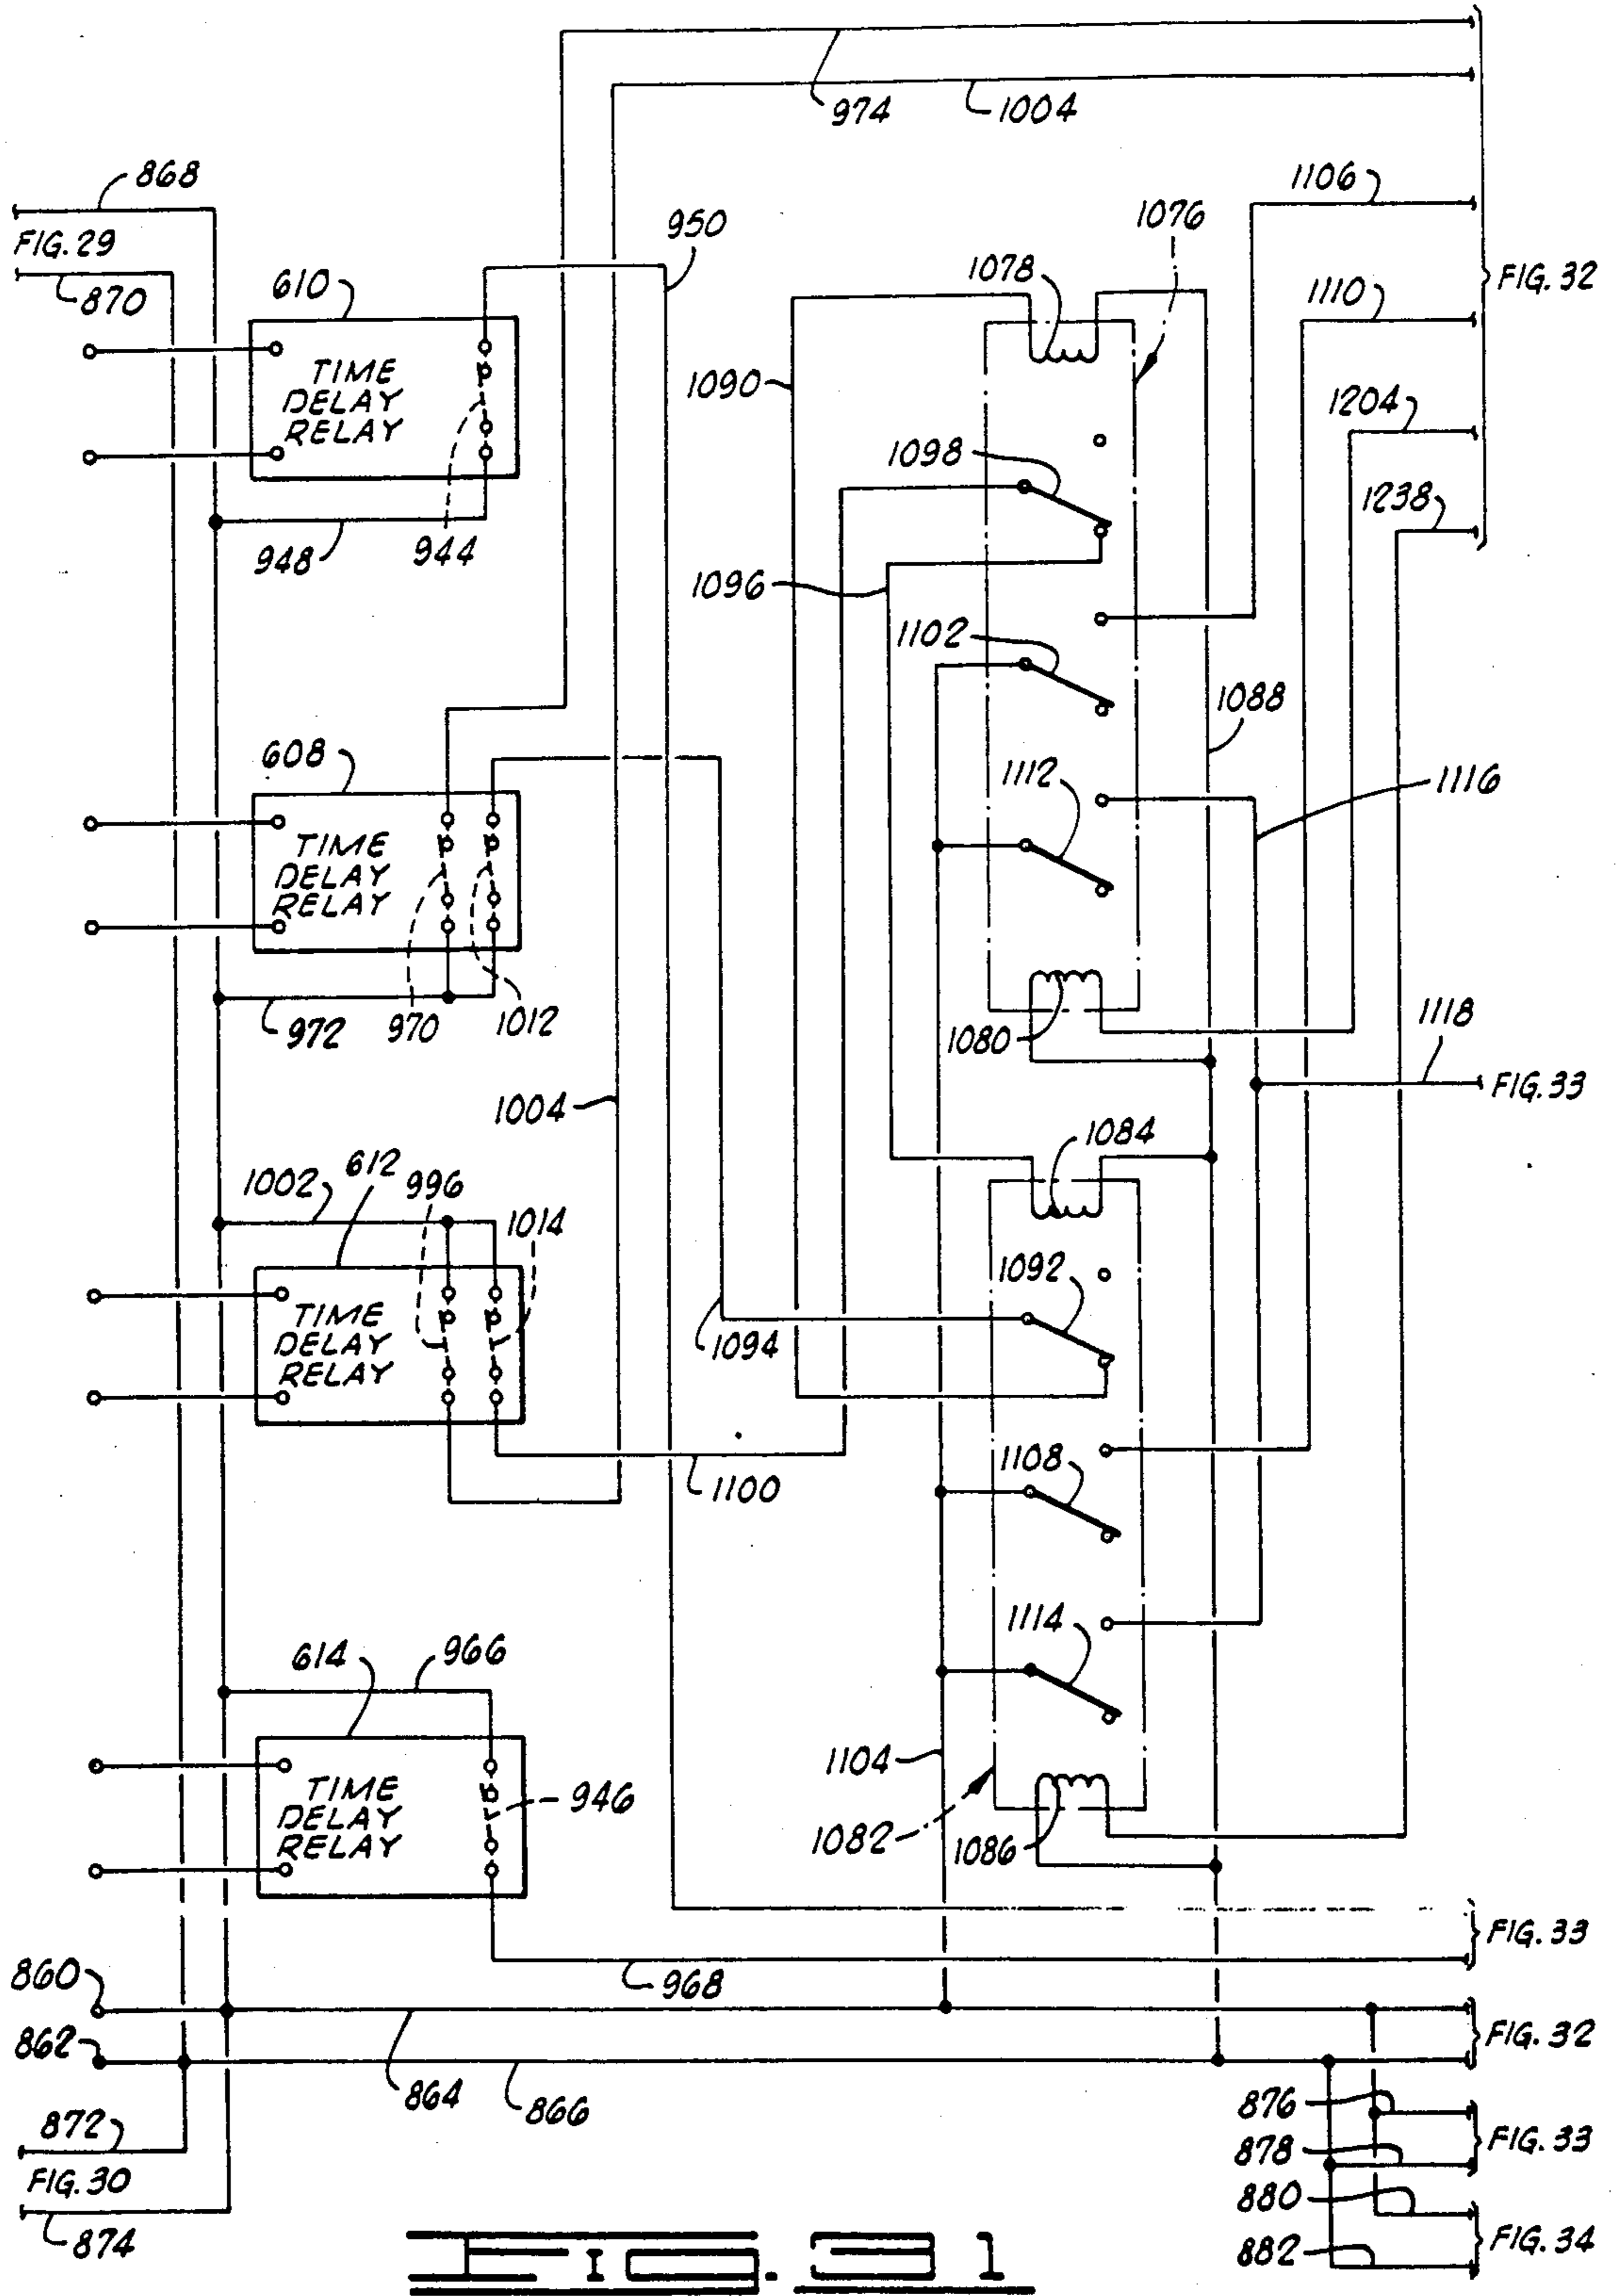 974
1004
868
FIG. 29
870
1106
1076
950
1078
610
FIG. 32
1110
TIME
DELAY
RELAY
1090
1204
1098
1238
948
944
1096
1102
1088
608
1112
1116
TIME
DELAY
RELAY
972
970
1012
1080
1118
1004
FIG. 33
1084
1002
612
996
1014
1092
TIME
DELAY
RELAY
1094
1108
1100
1114
614
966
1104
TIME
DELAY
RELAY
946
1082
1086
860
968
FIG. 33
862
FIG. 32
864
866
876
872
878
FIG. 33
FIG. 30
880
874
882
FIG. 34
FIG. 31